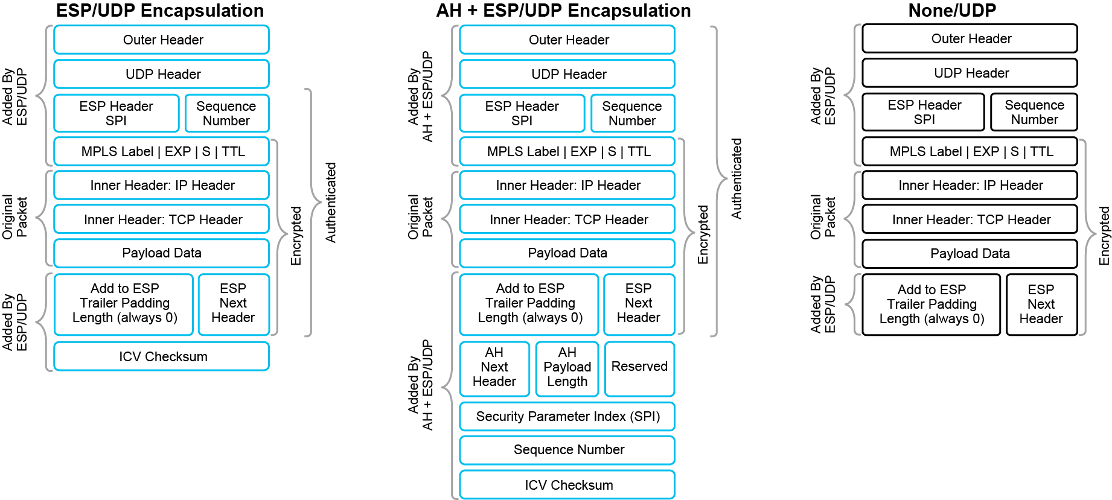 ESP/UDP Encapsulation
Added By
ESP/UDP
Outer Header
UDP Header
ESP Header
SPI
Sequence
Number
MPLS Label | EXP | S | TTL
Original
Packet
Inner Header: IP Header
Inner Header: TCP Header
Payload Data
Added By
ESP/UDP
Add to ESP
Trailer Padding
Length (always 0)
ESP
Next
Header
ICV Checksum
Encrypted
Authenticated
AH + ESP/UDP Encapsulation
Added By
AH + ESP/UDP
Outer Header
UDP Header
ESP Header
SPI
Sequence
Number
MPLS Label | EXP | S | TTL
Original
Packet
Inner Header: IP Header
Inner Header: TCP Header
Payload Data
Add to ESP
Trailer Padding
Length (always 0)
ESP
Next
Header
Added By
AH + ESP/UDP
AH
Next
Header
AH
Payload
Length
Reserved
Security Parameter Index (SPI)
Sequence Number
ICV Checksum
Encrypted
Authenticated
None/UDP
Added By
ESP/UDP
Outer Header
UDP Header
ESP Header
SPI
Sequence
Number
MPLS Label | EXP | S | TTL
Original
Packet
Inner Header: IP Header
Inner Header: TCP Header
Payload Data
Added By
ESP/UDP
Add to ESP
Trailer Padding
Length (always 0)
ESP
Next
Header
Encrypted